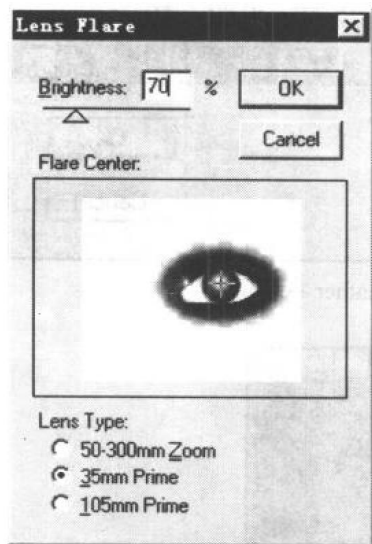 Lens Flare
Brightness: 70 % OK
Cancel
Flare Center:
Lens Type:
50-300mm Zoom
35mm Prime
105mm Prime